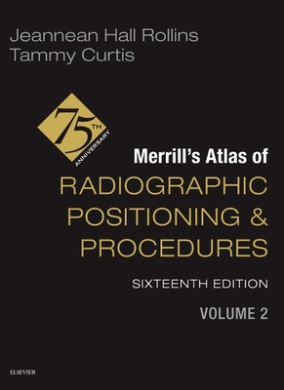 Jeannean Hall Rollins
Tammy Curtis
75TH
ANNIVERSARY
Merrill's Atlas of
RADIOGRAPHIC
POSITIONING &
PROCEDURES
SIXTEENTH EDITION
VOLUME 2
ELSEVIER